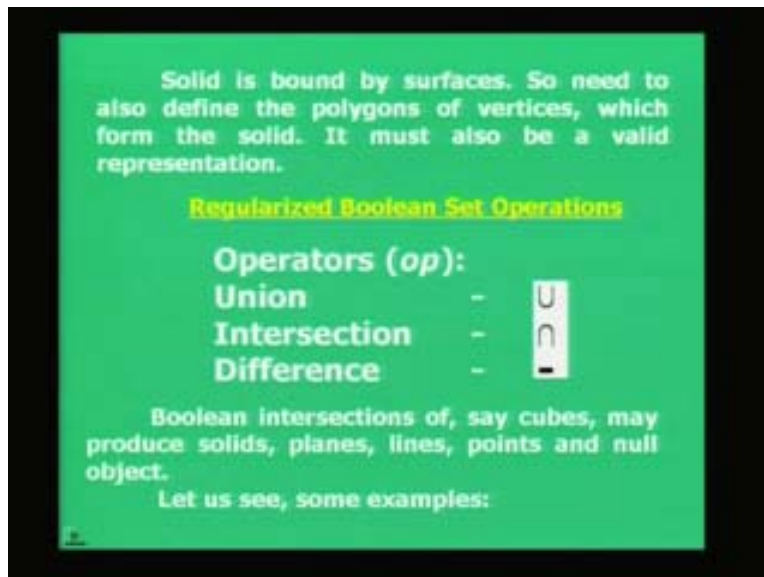 Solid is bound by surfaces. So need to
also define the polygons of vertices, which
form the solid. It must also be a valid
representation.
Regularized Boolean Set Operations
Operators (op):
Union - ∪
Intersection - ∩
Difference - -
Boolean intersections of, say cubes, may
produce solids, planes, lines, points and null
object.
Let us see, some examples: